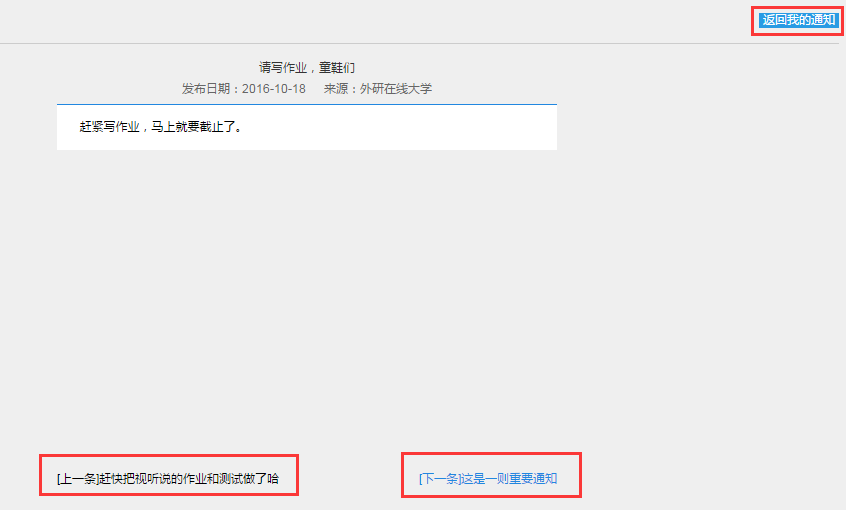 返回我的通知
请写作业，童鞋们
发布日期：2016-10-18 来源：外研在线大学
赶紧写作业，马上就要截止了。
[上一条]赶快把视听说的作业和测试做了哈 [下一条]这是一则重要通知